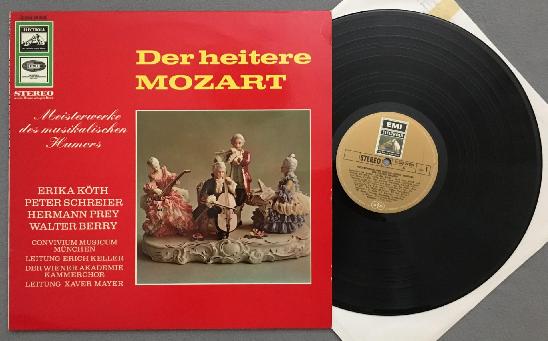 ELECTROLA
STEREO
Der heitere
MOZART
Meisterwerke
des musikalischen
Humors
ERIKA KÖTH
PETER SCHREIER
HERMANN PREY
WALTER BERRY
CONVIVIUM MUSICUM
MÜNCHEN
LEITUNG ERICH KELLER
DER WIENER AKADEMIE
KAMMERCHOR
LEITUNG XAVER MAYER
EMI
STEREO